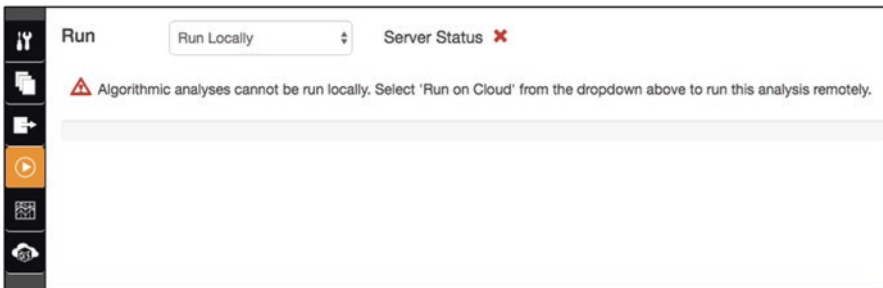 Run
Run Locally
Server Status
Algorithmic analyses cannot be run locally. Select 'Run on Cloud' from the dropdown above to run this analysis remotely.